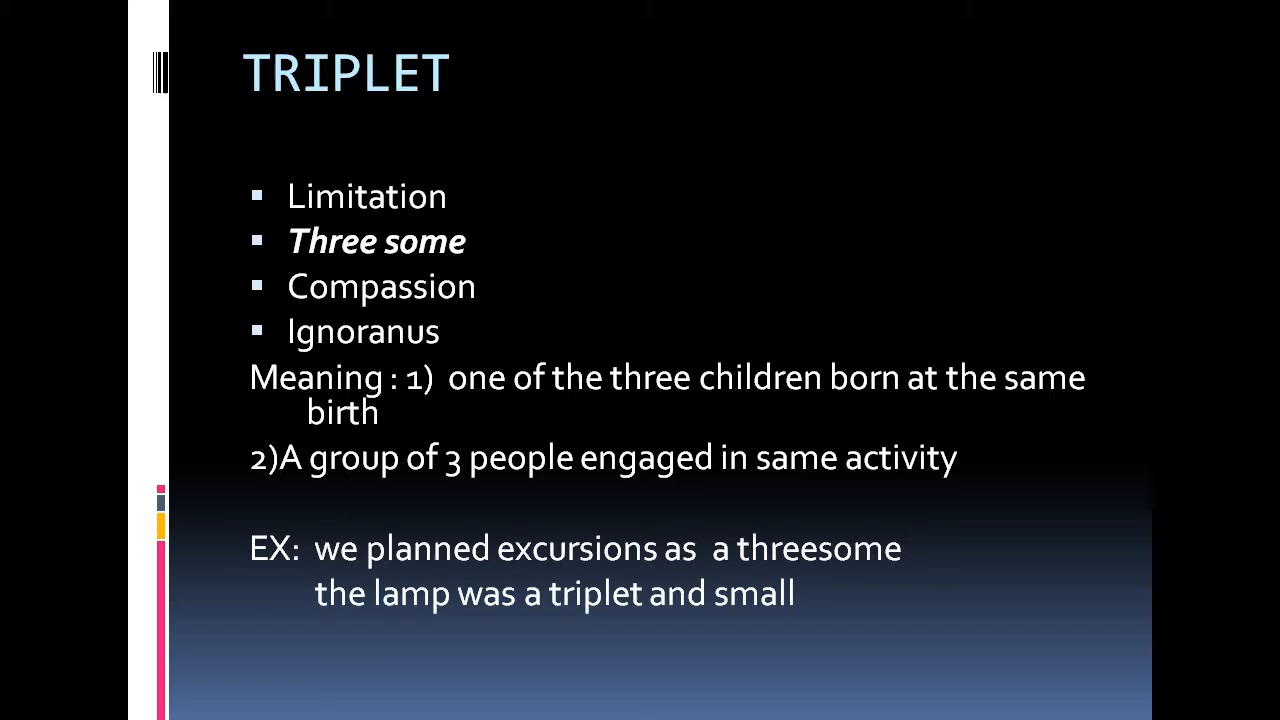 TRIPLET
Limitation
Three some
Compassion
Ignoranus
Meaning : 1)  one of the three children born at the same
birth
2)A group of 3 people engaged in same activity
EX:  we planned excursions as  a threesome
the lamp was a triplet and small